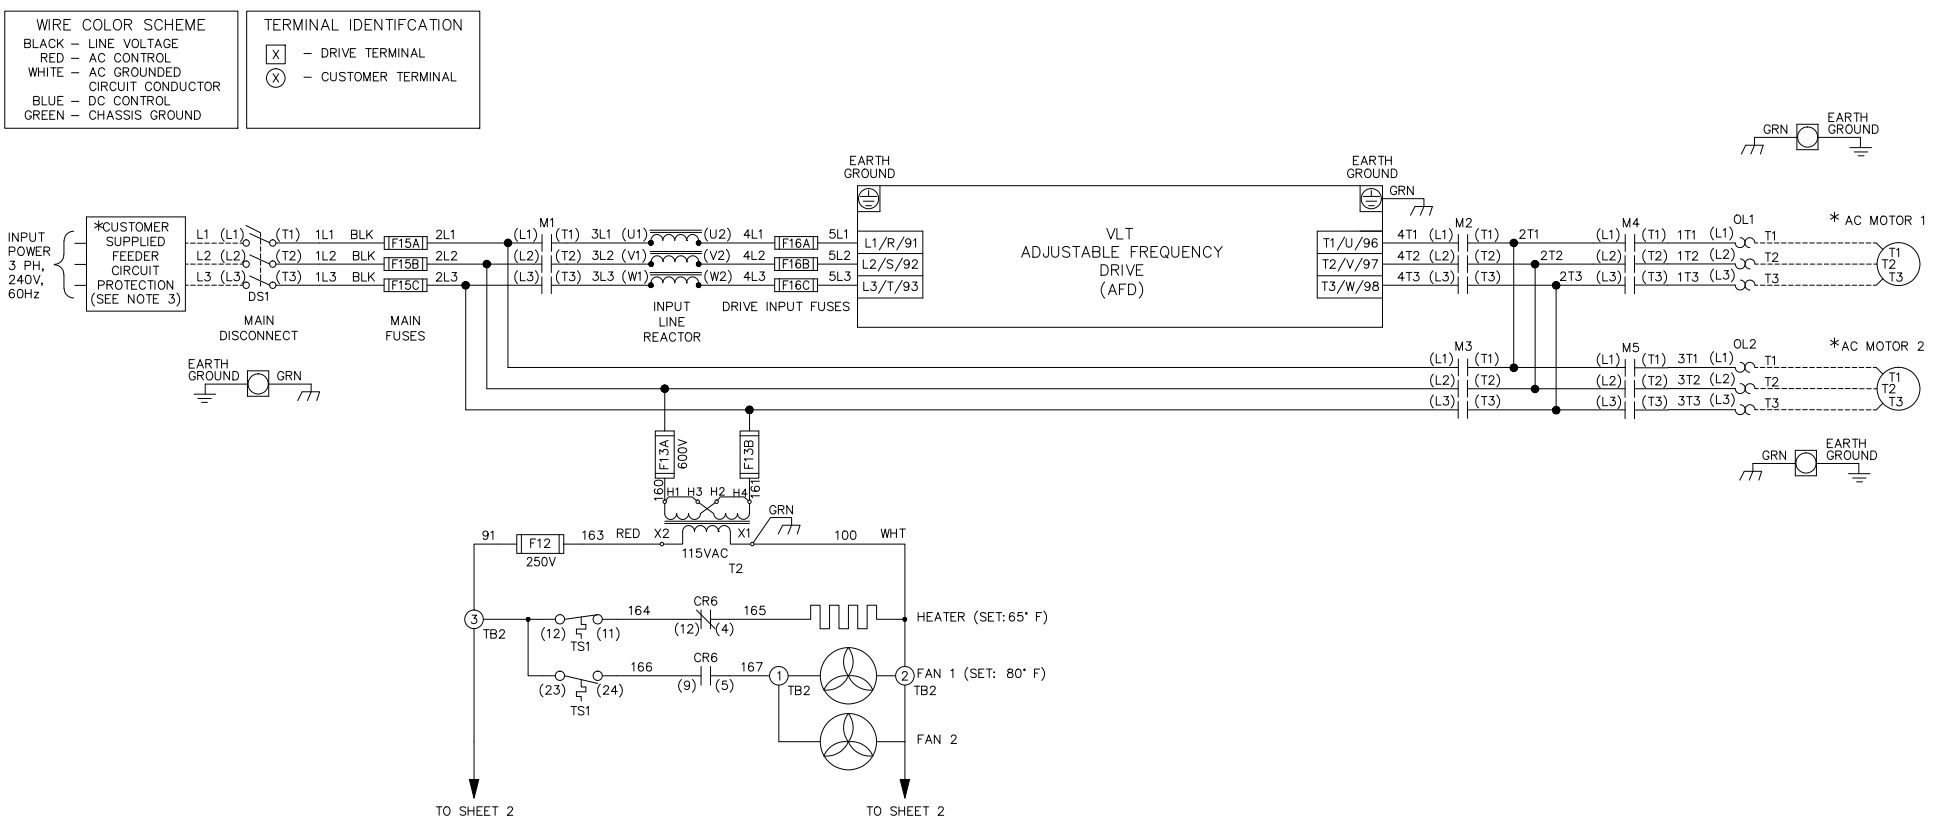 WIRE COLOR SCHEME
BLACK – LINE VOLTAGE
RED – AC CONTROL
WHITE – AC GROUNDED
CIRCUIT CONDUCTOR
BLUE – DC CONTROL
GREEN – CHASSIS GROUND
TERMINAL IDENTIFCATION
X – DRIVE TERMINAL
X – CUSTOMER TERMINAL
GRN EARTH
GROUND
EARTH
GROUND
EARTH
GROUND
GRN
INPUT
POWER
3 PH,
240V,
60Hz
*CUSTOMER
SUPPLIED
FEEDER
CIRCUIT
PROTECTION
(SEE NOTE 3)
L1 (L1) (T1) 1L1 BLK F15A 2L1 (L1) M1 (T1) 3L1 (U1) (U2) 4L1 F16A 5L1 L1/R/91
L2 (L2) (T2) 1L2 BLK F15B 2L2 (L2) (T2) 3L2 (V1) (V2) 4L2 F16B 5L2 L2/S/92
L3 (L3) (T3) 1L3 BLK F15C 2L3 (L3) (T3) 3L3 (W1) (W2) 4L3 F16C 5L3 L3/T/93
DS1
MAIN
DISCONNECT
MAIN
FUSES
INPUT
LINE
REACTOR
DRIVE INPUT FUSES
VLT
ADJUSTABLE FREQUENCY
DRIVE
(AFD)
T1/U/96 4T1 (L1) M2 (T1) 2T1 (L1) M4 (T1) 1T1 (L1) OL1 T1
T2/V/97 4T2 (L2) (T2) 2T2 (L2) (T2) 1T2 (L2) T2
T3/W/98 4T3 (L3) (T3) 2T3 (L3) (T3) 1T3 (L3) T3
* AC MOTOR 1
T1
T2
T3
EARTH
GROUND GRN
(L1) M3 (T1) (L1) M5 (T1) 3T1 (L1) OL2 T1
(L2) (T2) (L2) (T2) 3T2 (L2) T2
(L3) (T3) (L3) (T3) 3T3 (L3) T3
* AC MOTOR 2
T1
T2
T3
GRN EARTH
GROUND
F13A
600V
F13B
160
H1 H3 H2 H4
161
GRN
91 F12 163 RED X2 X1 100 WHT
250V
115VAC
T2
3
TB2
(12) (11)
TS1
164
CR6
(12) (4)
165
HEATER (SET: 65° F)
(23) (24)
TS1
166
CR6
(9) (5)
167
1
TB2
2
TB2
FAN 1 (SET: 80° F)
FAN 2
TO SHEET 2
TO SHEET 2